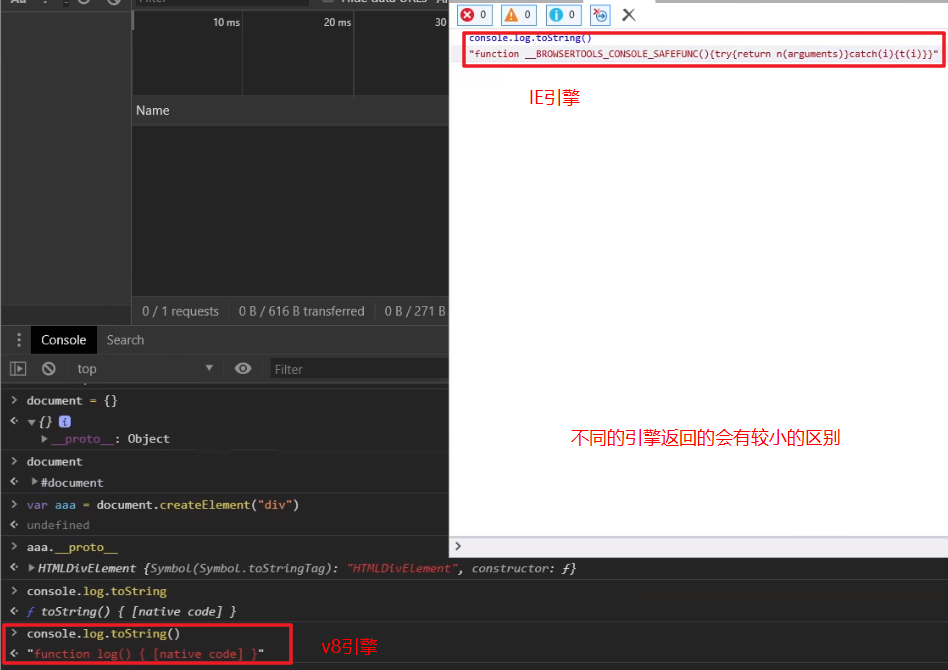 10 ms
20 ms
30
Name
0 / 1 requests
0 B / 616 B transferred
0 B / 271 B
Console
Search
top
Filter
> document = {}
{} i
__proto__: Object
> document
#document
> var aaa = document.createElement("div")
undefined
> aaa.__proto__
HTMLDivElement {Symbol(Symbol.toStringTag): "HTMLDivElement", constructor: ƒ}
> console.log.toString
ƒ toString() { [native code] }
> console.log.toString()
"function log() { [native code] }"
v8引擎
0
0
0
console.log.toString()
"function __BROWSERTOOLS_CONSOLE_SAFEFUNC(){try{return n(arguments)}catch(i){t(i)}}"
IE引擎
不同的引擎返回的会有较小的区别
>